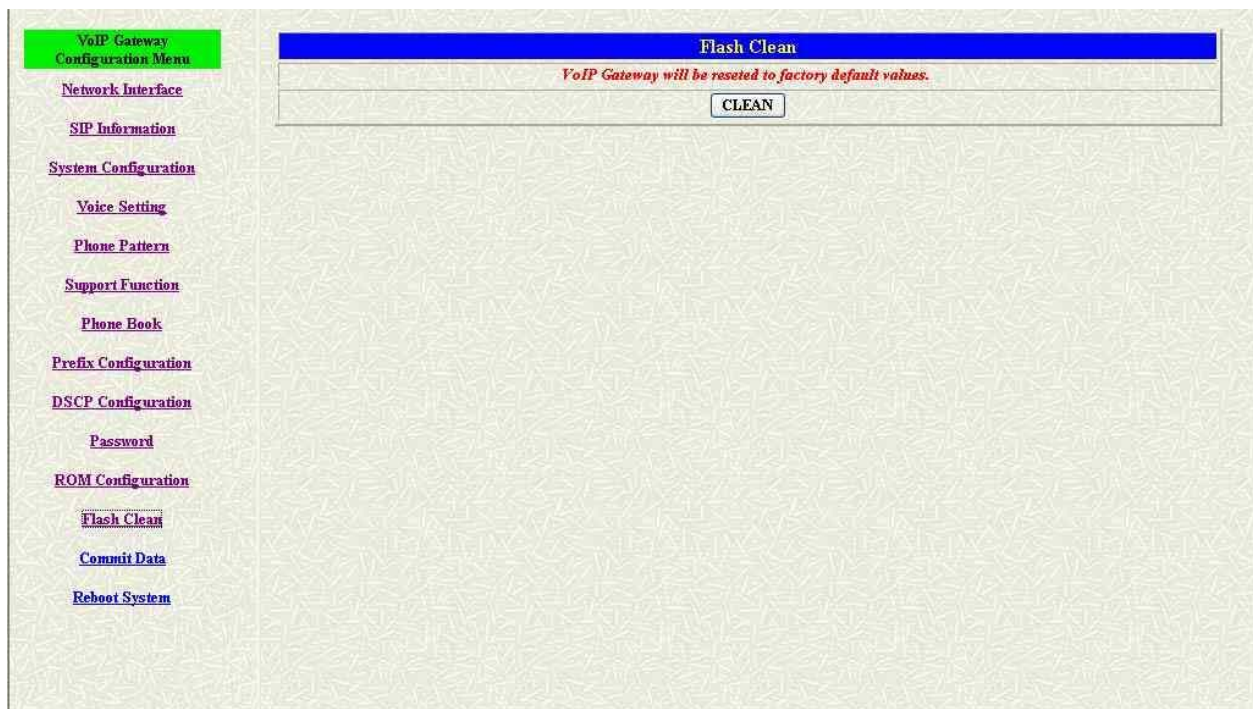 VoIP Gateway
Configuration Menu
Network Interface
SIP Information
System Configuration
Voice Setting
Phone Pattern
Support Function
Phone Book
Prefix Configuration
DSCP Configuration
Password
ROM Configuration
Flash Clean
Commit Data
Reboot System
Flash Clean
VoIP Gateway will be reseted to factory default values.
CLEAN